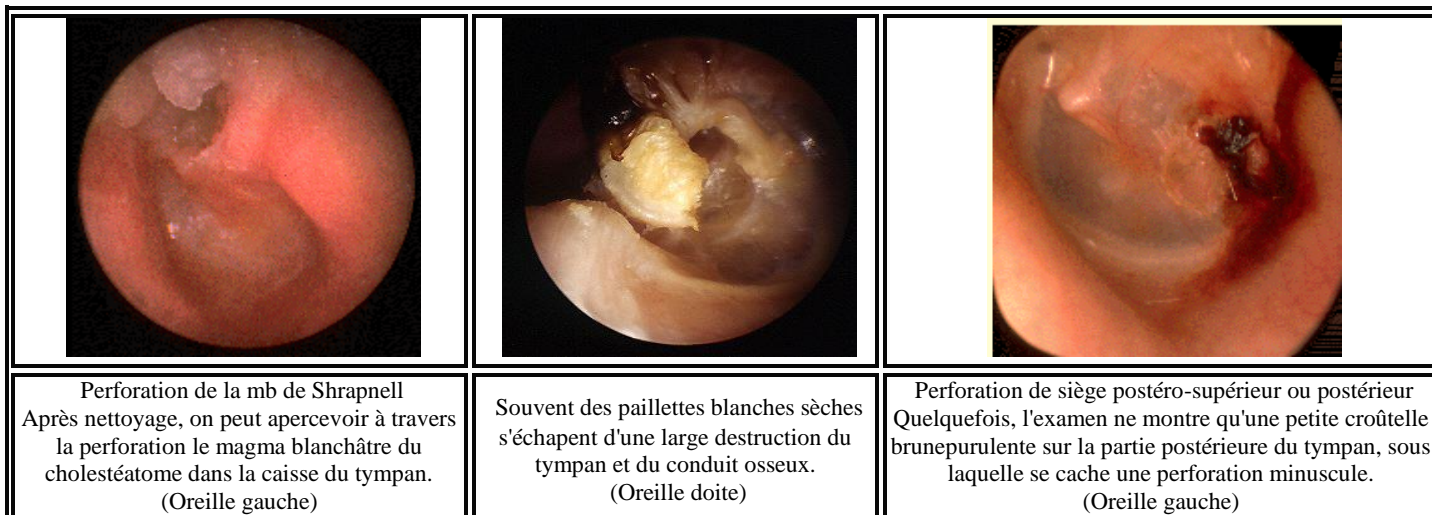 Perforation de la mb de Shrapnell
Après nettoyage, on peut apercevoir à travers
la perforation le magma blanchâtre du
cholestéatome dans la caisse du tympan.
(Oreille gauche)
Souvent des paillettes blanches sèches
s'échapent d'une large destruction du
tympan et du conduit osseux.
(Oreille doite)
Perforation de siège postéro-supérieur ou postérieur
Quelquefois, l'examen ne montre qu'une petite croûtelle
brunepurulente sur la partie postérieure du tympan, sous
laquelle se cache une perforation minuscule.
(Oreille gauche)